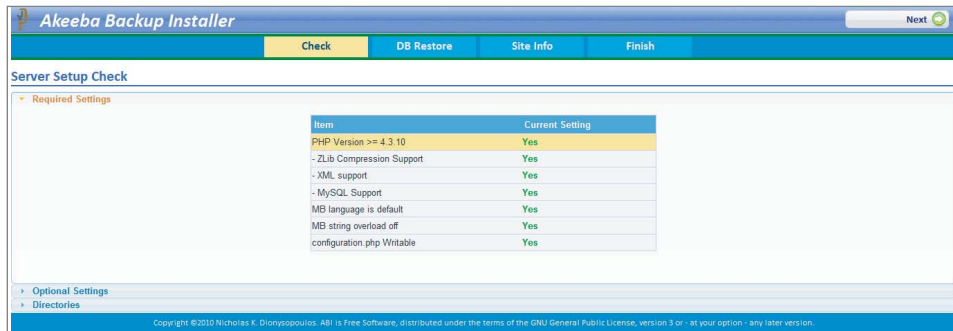 Akeeba Backup Installer
Next
Check DB Restore Site Info Finish
Server Setup Check
Required Settings
Item Current Setting
PHP Version >= 4.3.10 Yes
- ZLib Compression Support Yes
- XML support Yes
- MySQL Support Yes
MB language is default Yes
MB string overload off Yes
configuration.php Writable Yes
Optional Settings
Directories
Copyright ©2010 Nicholas K. Dionysopoulos. ABI is Free Software, distributed under the terms of the GNU General Public License, version 3 or - at your option - any later version.